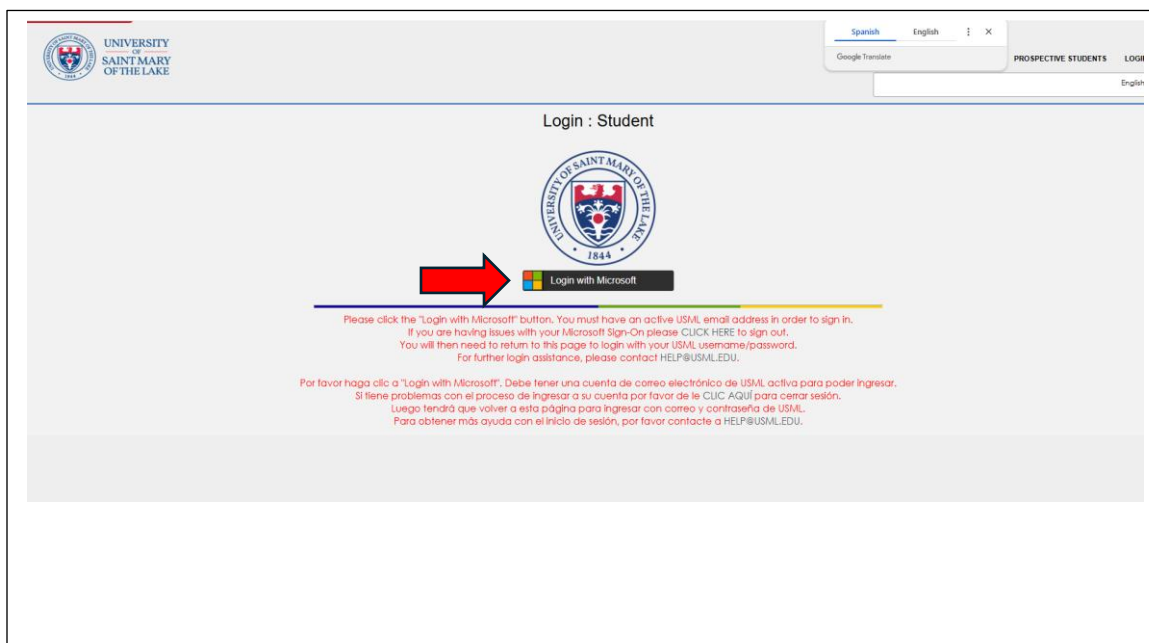 UNIVERSITY
OF
SAINT MARY
OF THE LAKE
Spanish English
Google Translate
PROSPECTIVE STUDENTS
English
Login : Student
UNIVERSITY OF SAINT MARY OF THE LAKE
1844
Login with Microsoft
Please click the "Login with Microsoft" button. You must have an active USML email address in order to sign in.
If you are having issues with your Microsoft Sign-On please CLICK HERE to sign out.
You will then need to return to this page to login with your USML username/password.
For further login assistance, please contact HELP@USML.EDU.
Por favor haga clic a "Login with Microsoft". Debe tener una cuenta de correo electrónico de USML activa para poder ingresar.
Si tiene problemas con el proceso de ingresar a su cuenta por favor de le CLIC AQUÍ para cerrar sesión.
Luego tendrá que volver a esta página para ingresar con correo y contraseña de USML.
Para obtener más ayuda con el inicio de sesión, por favor contacte a HELP@USML.EDU.